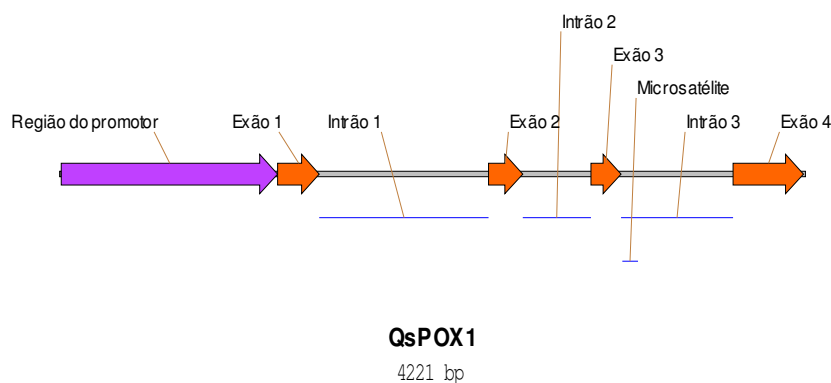 Intrão 2
Exão 3
Microsatélite
Região do promotor
Exão 1
Intrão 1
Exão 2
Intrão 3
Exão 4
QsPOX1
4221 bp